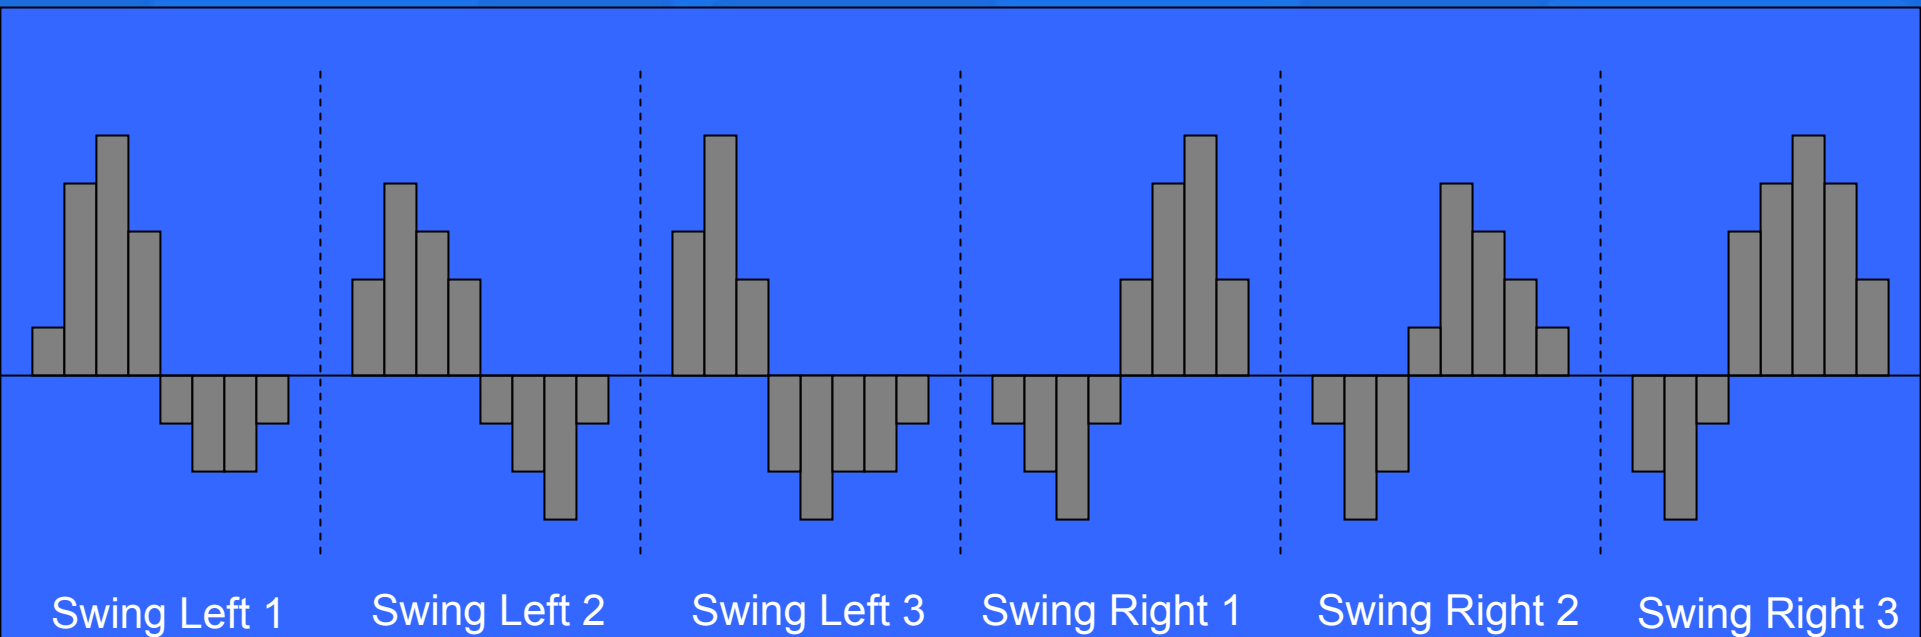 Swing Left 1
Swing Left 2
Swing Left 3
Swing Right 1
Swing Right 2
Swing Right 3